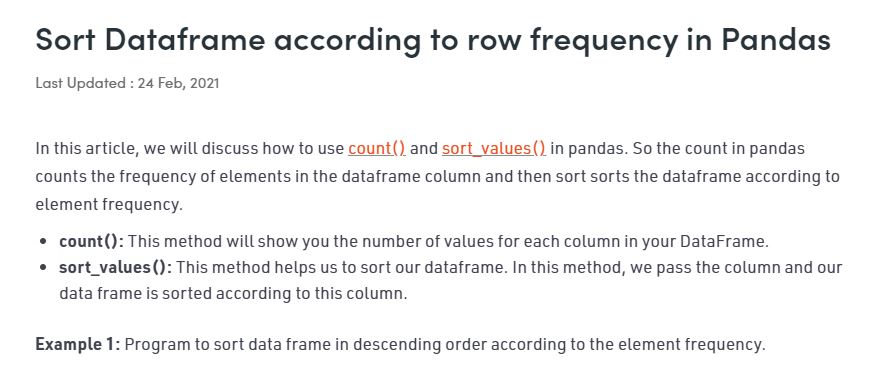 Sort Dataframe according to row frequency in Pandas
Last Updated : 24 Feb, 2021
In this article, we will discuss how to use count() and sort_values() in pandas. So the count in pandas
counts the frequency of elements in the dataframe column and then sort sorts the dataframe according to
element frequency.
• count(): This method will show you the number of values for each column in your DataFrame.
• sort_values(): This method helps us to sort our dataframe. In this method, we pass the column and our
data frame is sorted according to this column.
Example 1: Program to sort data frame in descending order according to the element frequency.